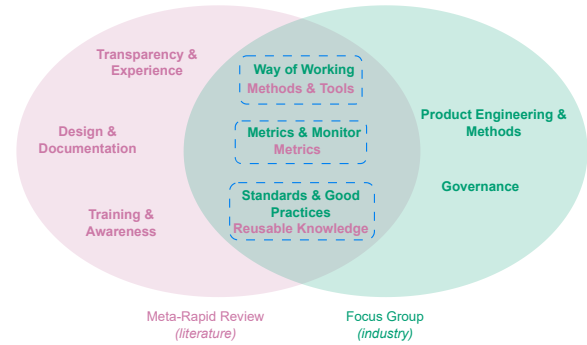 Transparency &
Experience
Design &
Documentation
Training &
Awareness
Way of Working
Methods & Tools
Metrics & Monitor
Metrics
Standards & Good
Practices
Reusable Knowledge
Product Engineering &
Methods
Governance
Meta-Rapid Review
(literature)
Focus Group
(industry)